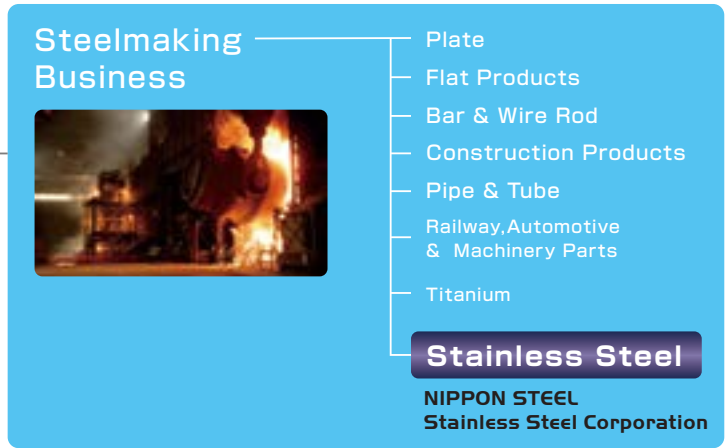 Steelmaking
Business
Plate
Flat Products
Bar & Wire Rod
Construction Products
Pipe & Tube
Railway,Automotive
& Machinery Parts
Titanium
Stainless Steel
NIPPON STEEL
Stainless Steel Corporation